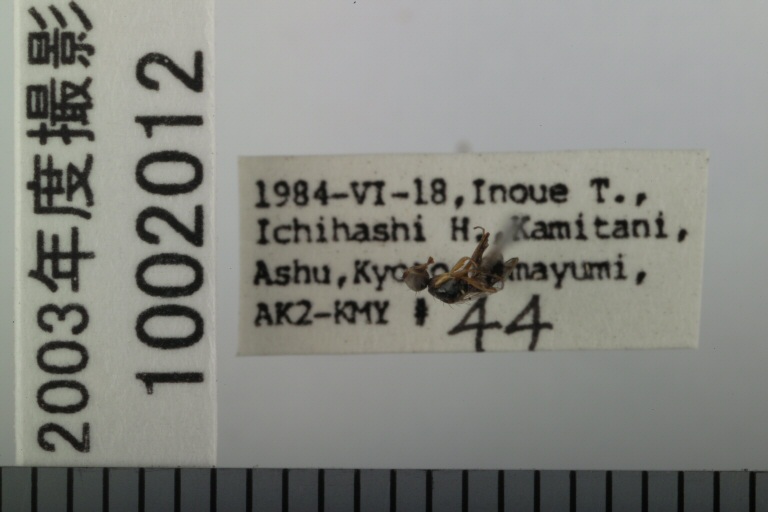 2003年度撮影
1002012
1984-VI-18,Inoue T.,
Ichihashi H.,Kamitani,
Ashu, mayumi,
AK2-KMY # 44